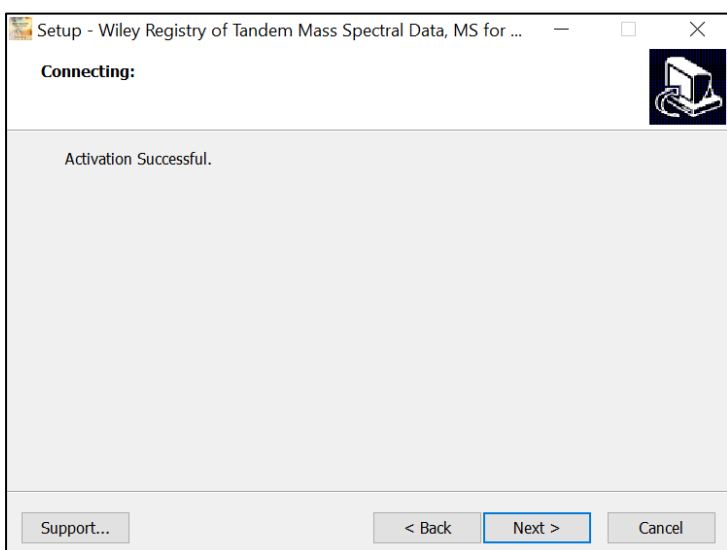 Setup - Wiley Registry of Tandem Mass Spectral Data, MS for ...
Connecting:
Activation Successful.
Support...
< Back
Next >
Cancel